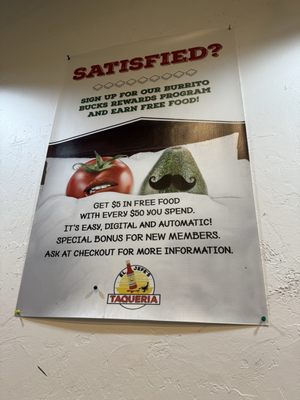 SATISFIED?
SIGN UP FOR OUR BURRITO
BUCKS REWARDS PROGRAM
AND EARN FREE FOOD!
GET $5 IN FREE FOOD
WITH EVERY $50 YOU SPEND.
IT'S EASY, DIGITAL AND AUTOMATIC!
SPECIAL BONUS FOR NEW MEMBERS.
ASK AT CHECKOUT FOR MORE INFORMATION.
EL JEFE'S
TAQUERIA